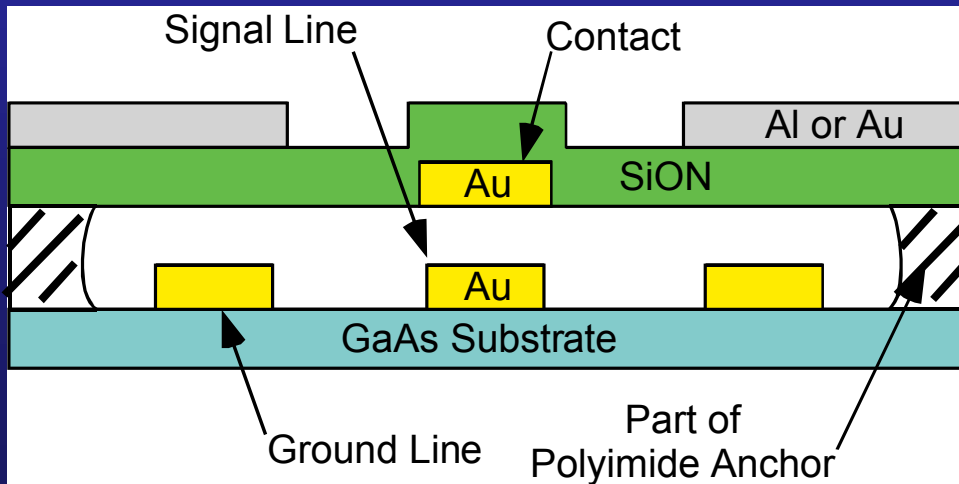 Signal Line
Contact
Al or Au
Au
SiON
Au
GaAs Substrate
Ground Line
Part of
Polyimide Anchor